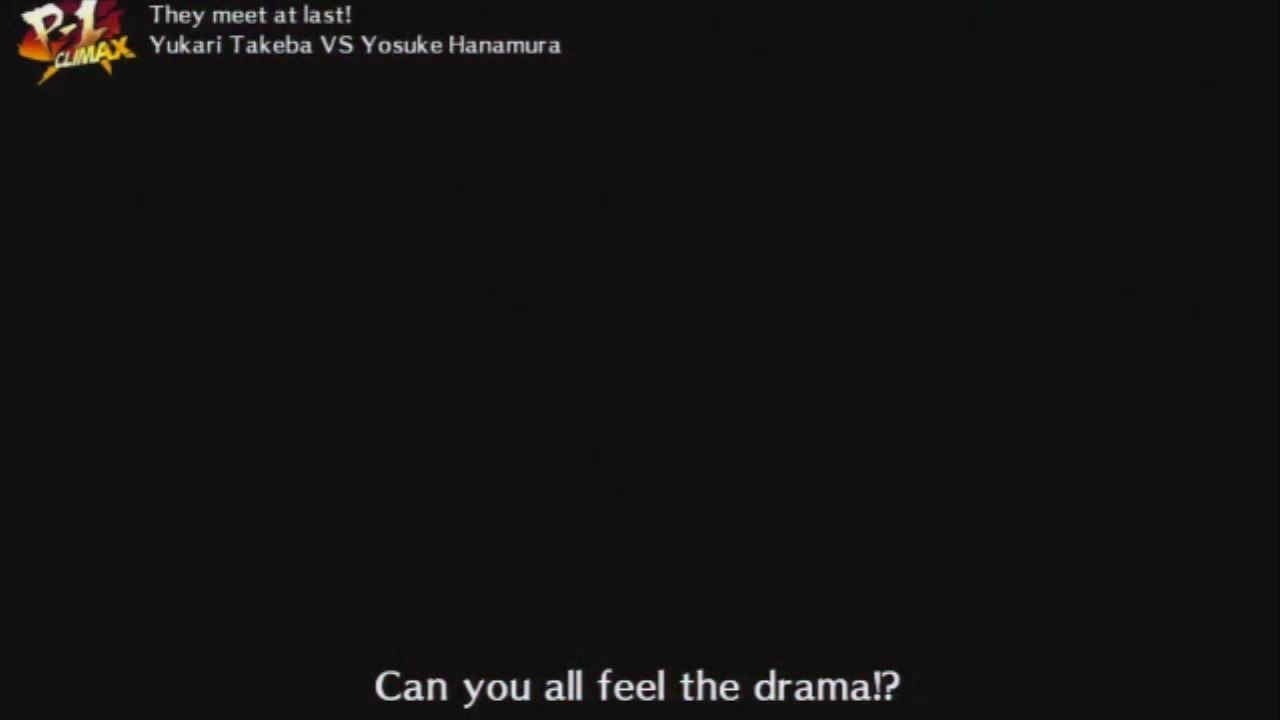 P-1
CLIMAX
They meet at last!
Yukari Takeba VS Yosuke Hanamura
Can you all feel the drama!?